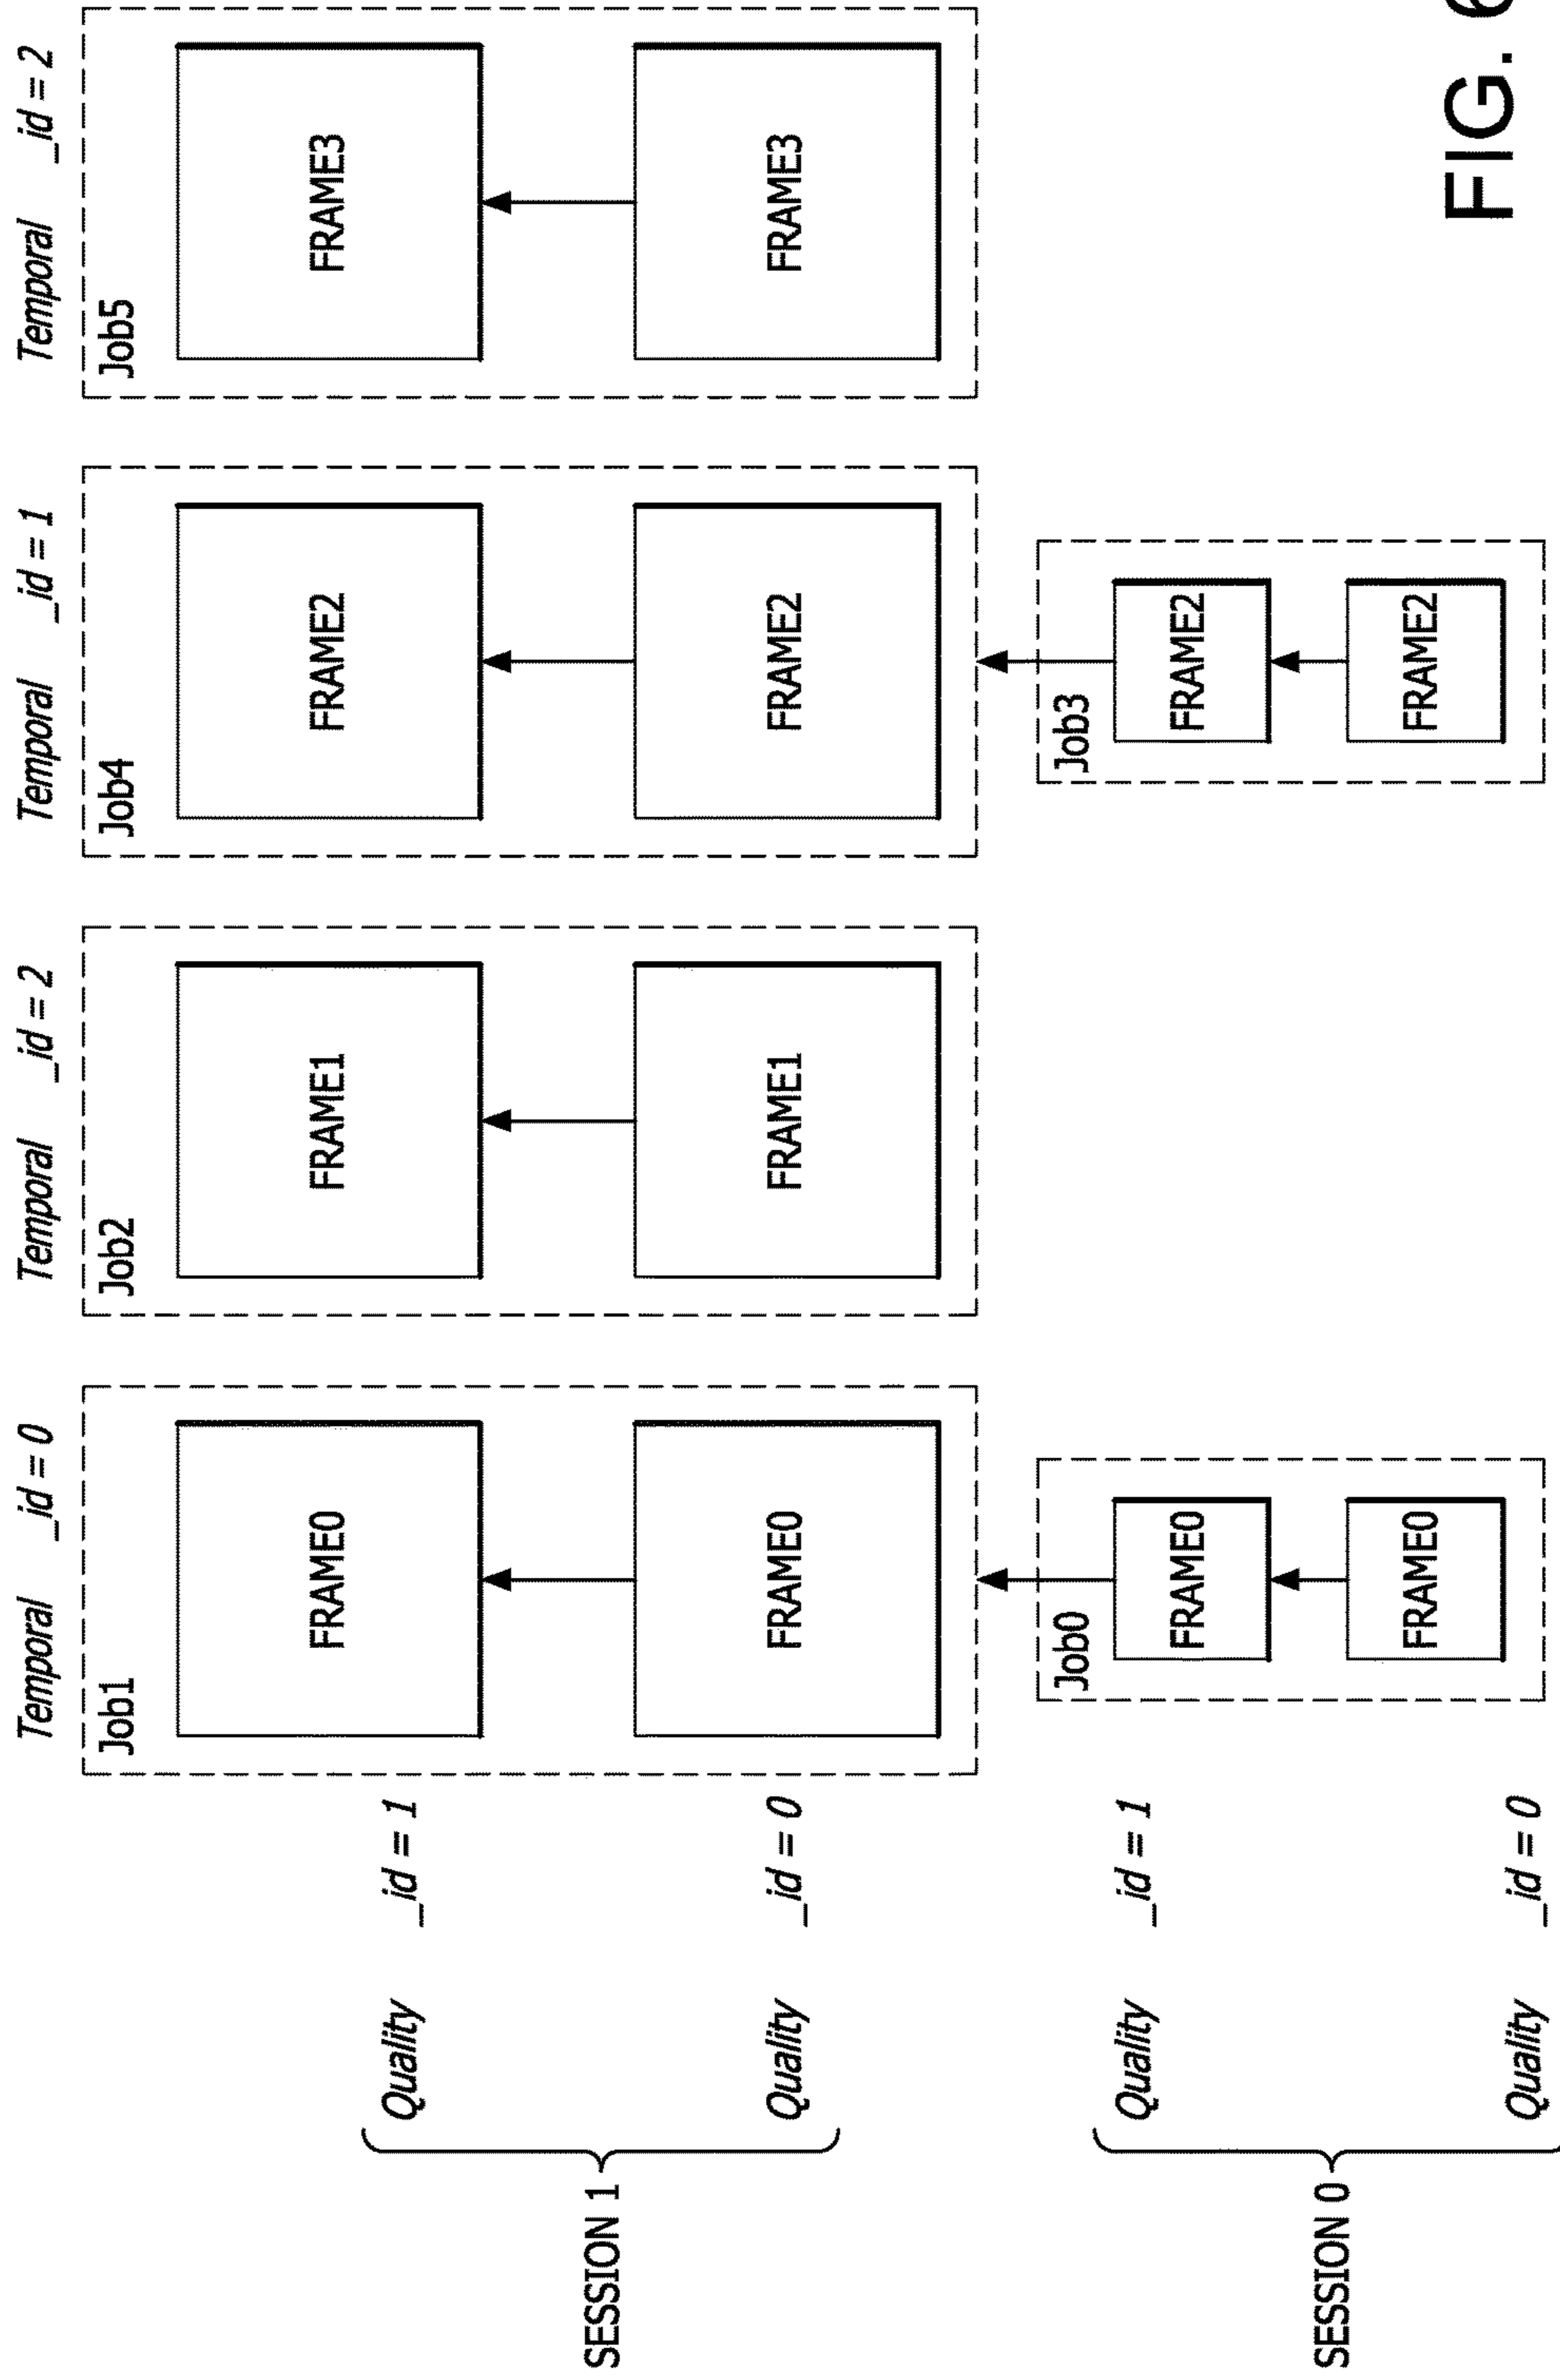 Temporal _id = 0
Temporal _id = 2
Temporal _id = 1
Temporal _id = 2
Job1
Job2
Job4
Job5
Quality _id = 1
FRAME0
FRAME1
FRAME2
FRAME3
SESSION 1
Quality _id = 0
FRAME0
FRAME1
FRAME2
FRAME3
Job0
Job3
Quality _id = 1
FRAME0
FRAME2
SESSION 0
Quality _id = 0
FRAME0
FRAME2
FIG. 6